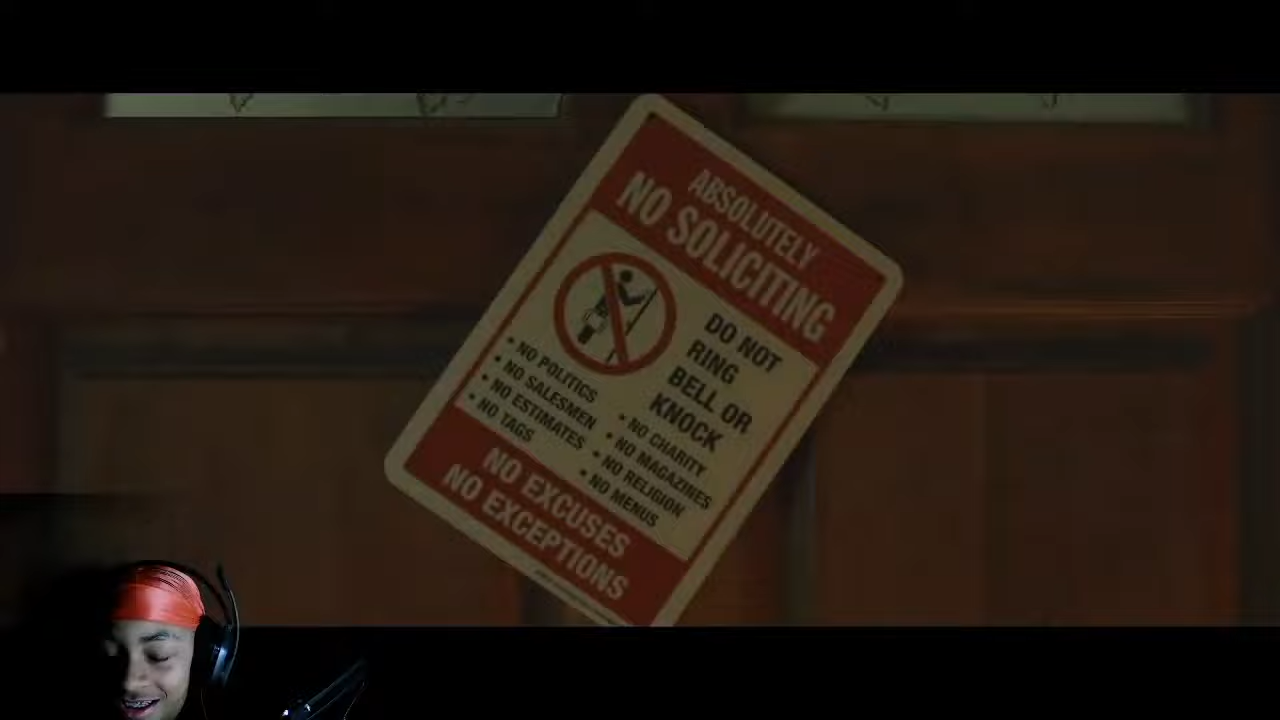 ABSOLUTELY
NO SOLICITING
DO NOT
RING
BELL OR
KNOCK
• NO POLITICS
• NO SALESMEN
• NO ESTIMATES
• NO TAGS
• NO CHARITY
• NO MAGAZINES
• NO RELIGION
• NO MENUS
NO EXCUSES
NO EXCEPTIONS